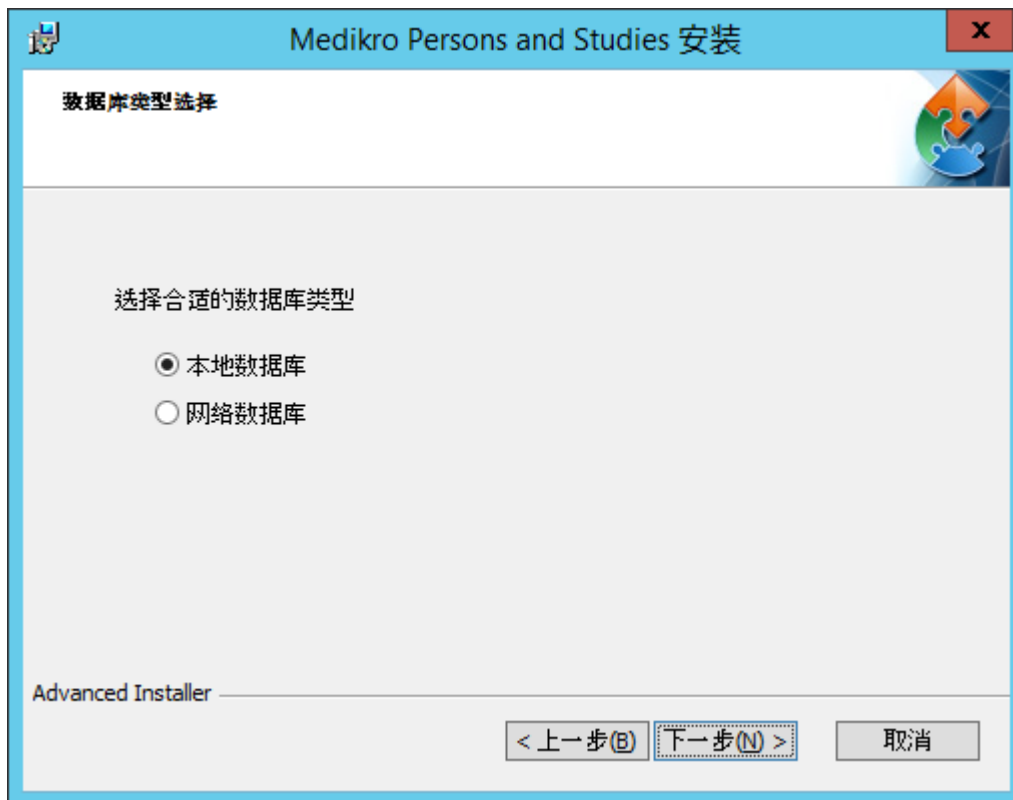 Medikro Persons and Studies 安装
x
数据库类型选择
选择合适的数据库类型
本地数据库
网络数据库
Advanced Installer
< 上一步(B) 下一步(N) > 取消